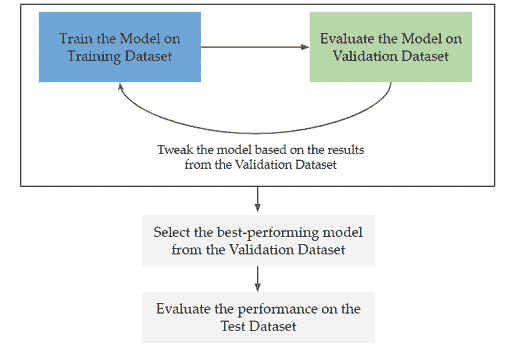 Train the Model on
Training Dataset
Evaluate the Model on
Validation Dataset
Tweak the model based on the results
from the Validation Dataset
Select the best-performing model
from the Validation Dataset
Evaluate the performance on the
Test Dataset